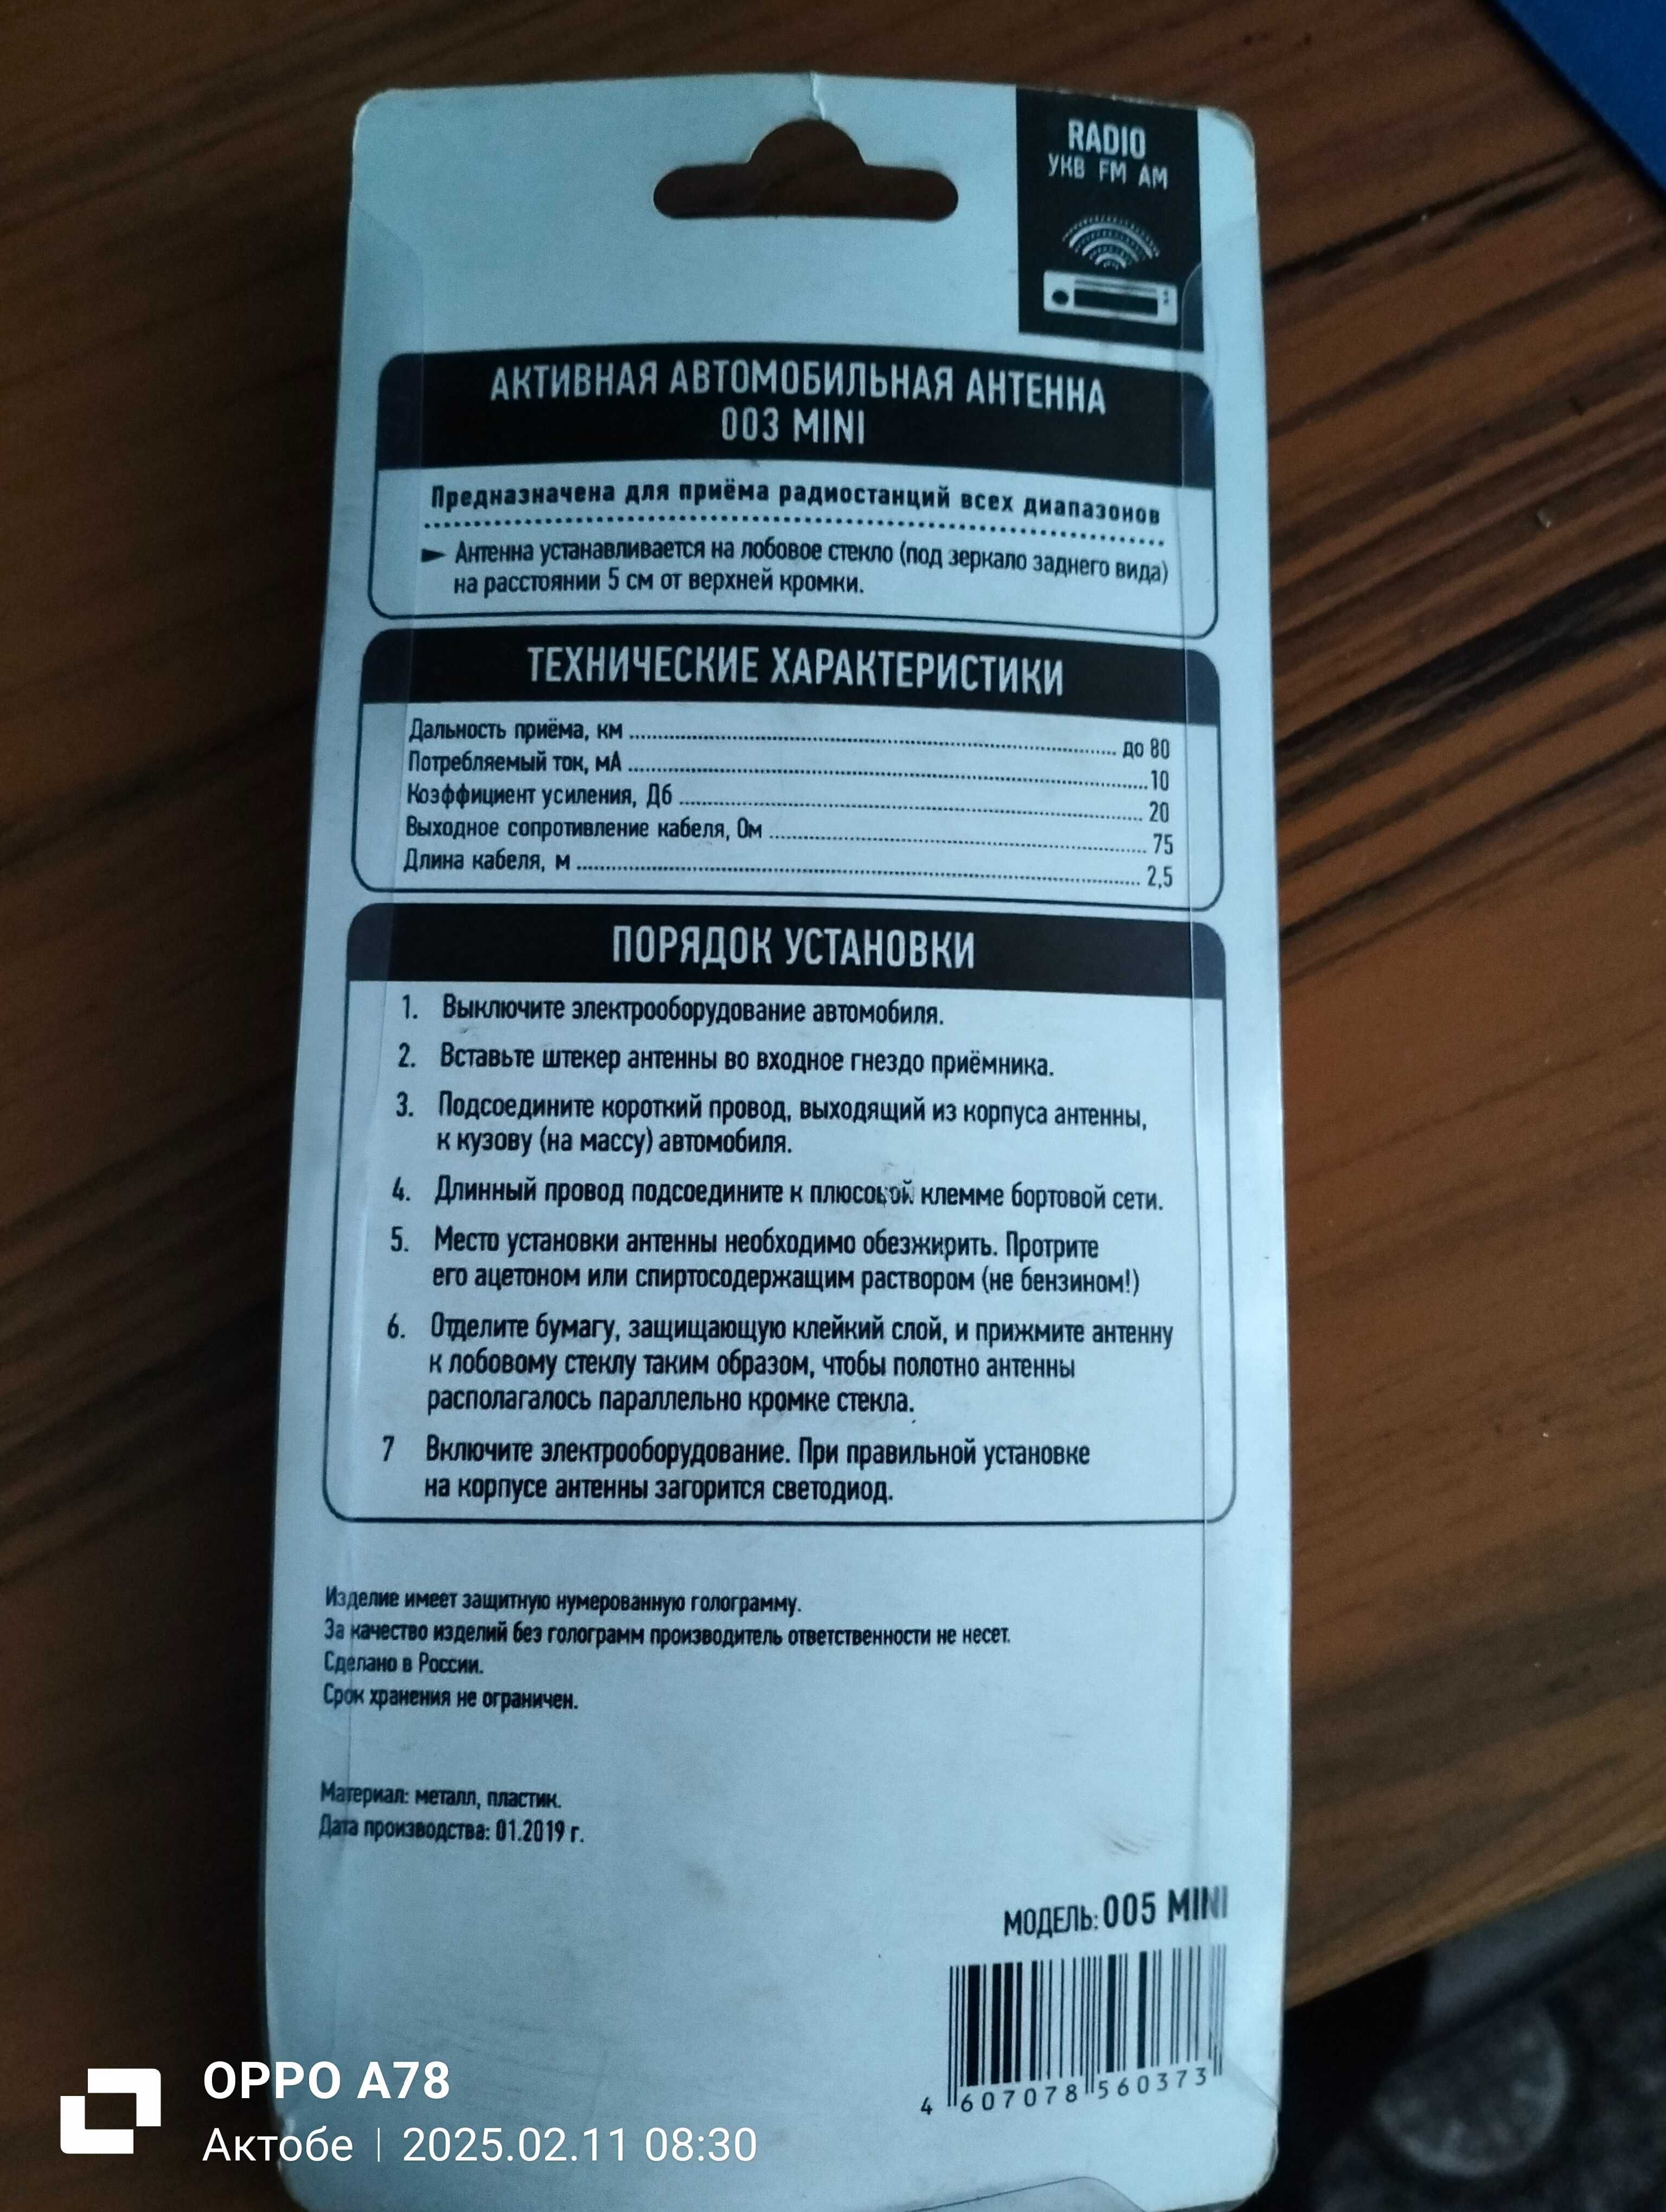 RADIO
УКВ FM AM
АКТИВНАЯ АВТОМОБИЛЬНАЯ АНТЕННА
003 MINI
Предназначена для приёма радиостанций всех диапазонов
► Антенна устанавливается на лобовое стекло (под зеркало заднего вида)
на расстоянии 5 см от верхней кромки.
ТЕХНИЧЕСКИЕ ХАРАКТЕРИСТИКИ
Дальность приёма, км ........ до 80
Потребляемый ток, мА ........ 10
Коэффициент усиления, Дб ........ 20
Выходное сопротивление кабеля, Ом ........ 75
Длина кабеля, м ........ 2,5
ПОРЯДОК УСТАНОВКИ
1. Выключите электрооборудование автомобиля.
2. Вставьте штекер антенны во входное гнездо приёмника.
3. Подсоедините короткий провод, выходящий из корпуса антенны,
к кузову (на массу) автомобиля.
4. Длинный провод подсоедините к плюсовой клемме бортовой сети.
5. Место установки антенны необходимо обезжирить. Протрите
его ацетоном или спиртосодержащим раствором (не бензином!)
6. Отделите бумагу, защищающую клейкий слой, и прижмите антенну
к лобовому стеклу таким образом, чтобы полотно антенны
располагалось параллельно кромке стекла.
7 Включите электрооборудование. При правильной установке
на корпусе антенны загорится светодиод.
Изделие имеет защитную нумерованную голограмму.
За качество изделий без голограмм производитель ответственности не несет.
Сделано в России.
Срок хранения не ограничен.
Материал: металл, пластик.
Дата производства: 01.2019 г.
МОДЕЛЬ: 005 MINI
4 607078 560373
OPPO A78
Актобе | 2025.02.11 08:30